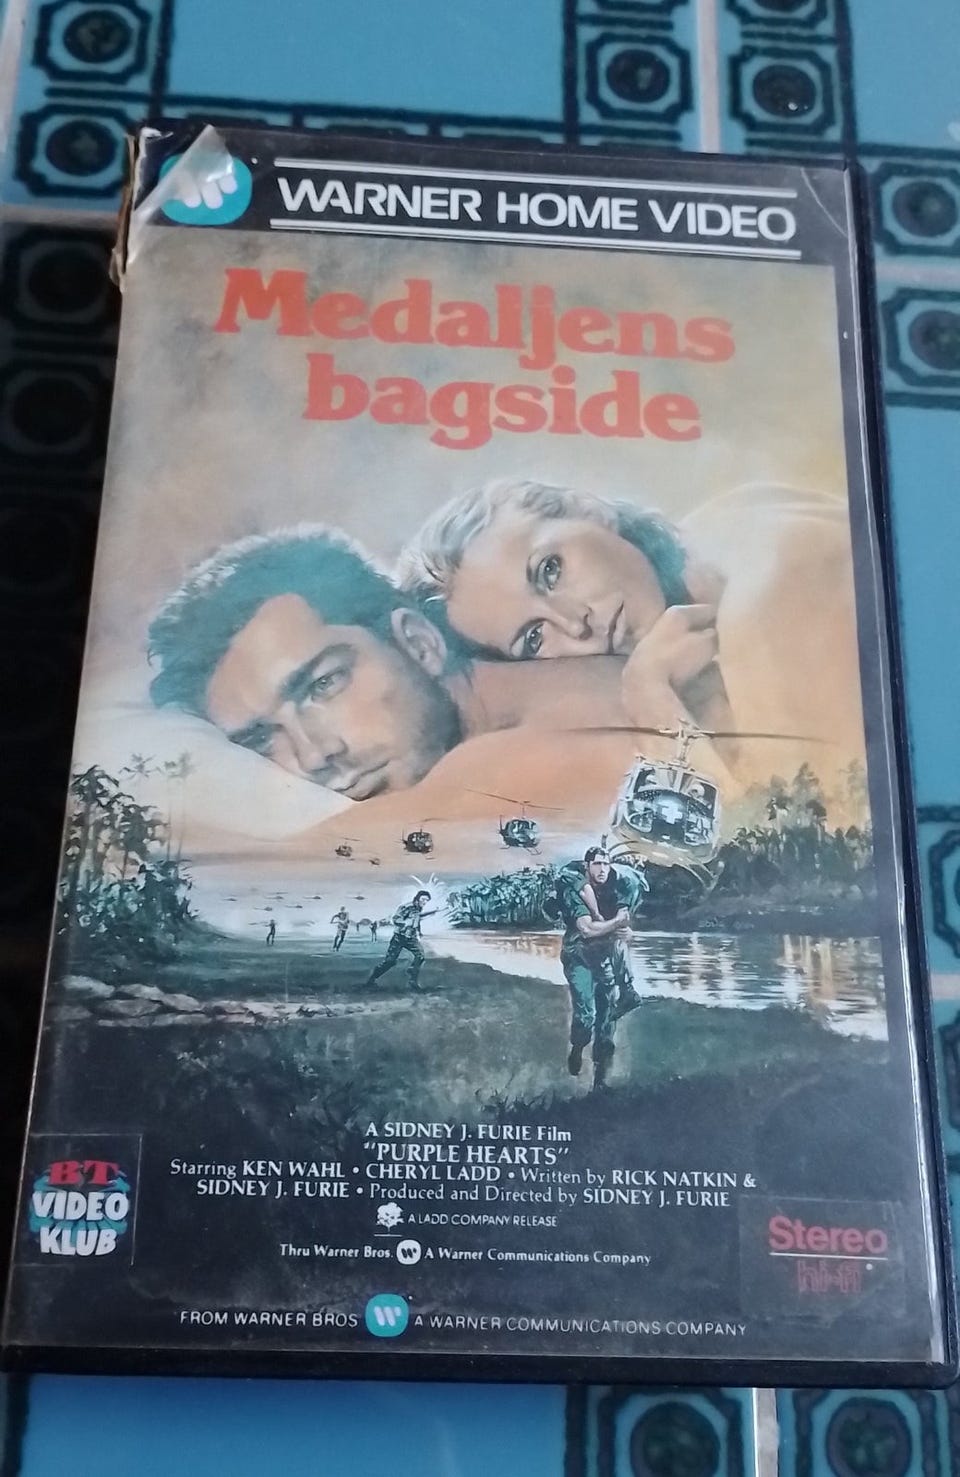 WARNER HOME VIDEO
Medaljens
bagside
A SIDNEY J. FURIE Film
"PURPLE HEARTS"
Starring KEN WAHL • CHERYL LADD • Written by RICK NATKIN &
SIDNEY J. FURIE • Produced and Directed by SIDNEY J. FURIE
A LADD COMPANY RELEASE
Thru Warner Bros. A Warner Communications Company
BT
VIDEO
KLUB
Stereo
hi-fi
FROM WARNER BROS A WARNER COMMUNICATIONS COMPANY